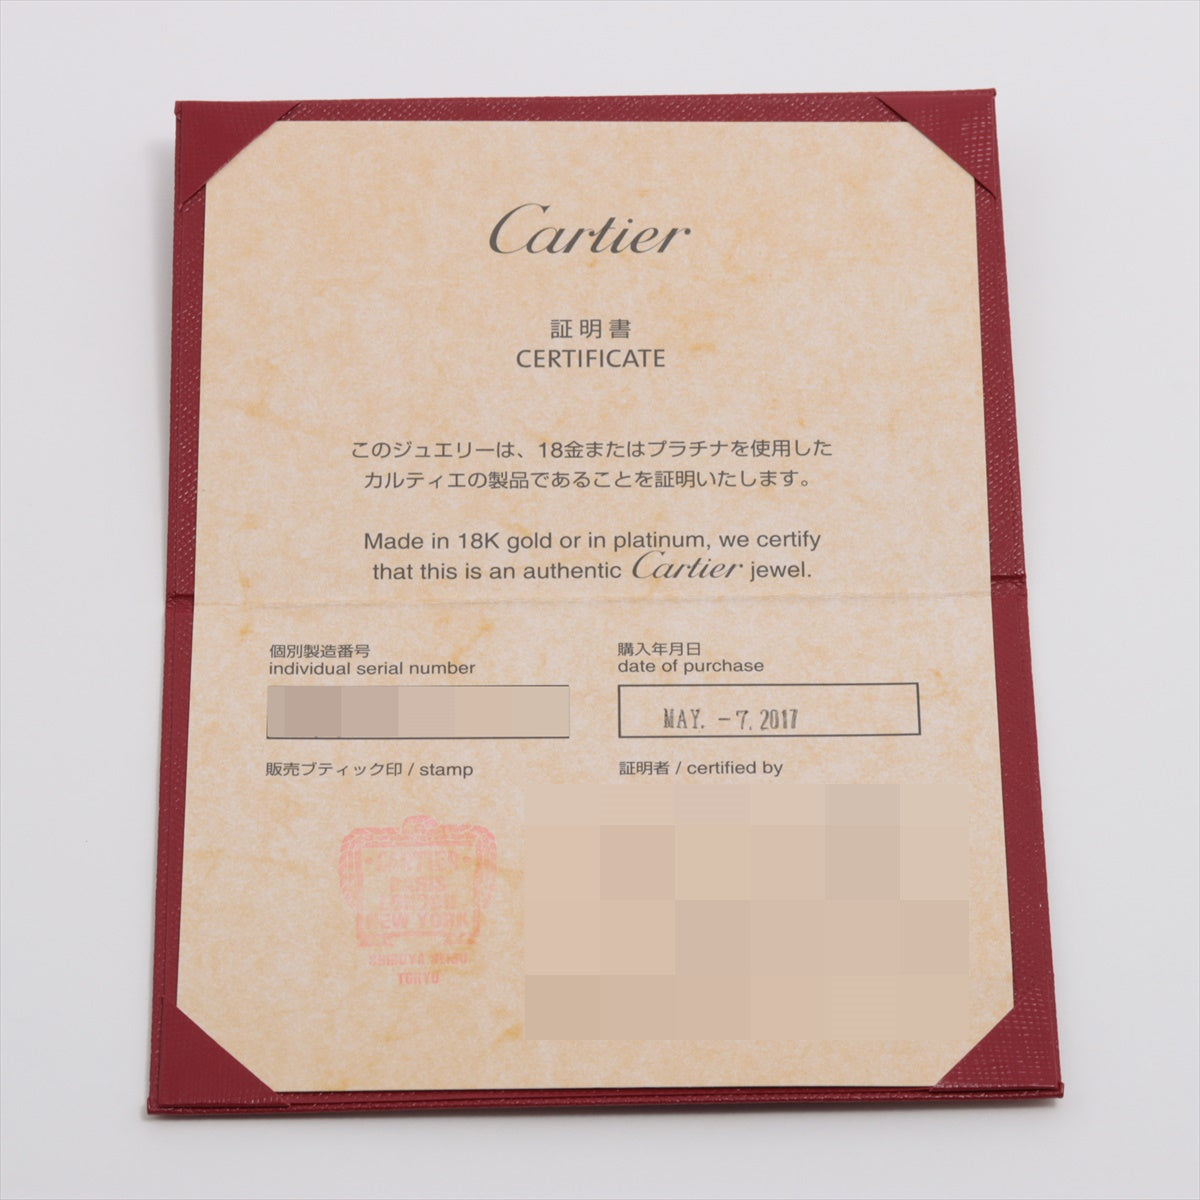 Cartier
証明書
CERTIFICATE
このジュエリーは、18金またはプラチナを使用した
カルティエの製品であることを証明いたします。
Made in 18K gold or in platinum, we certify
that this is an authentic Cartier jewel.
個別製造番号
individual serial number
購入年月日
date of purchase
MAY. -7. 2017
販売ブティック印 / stamp
証明者 / certified by
PARIS
LONDON
NEW YORK
TOKYO